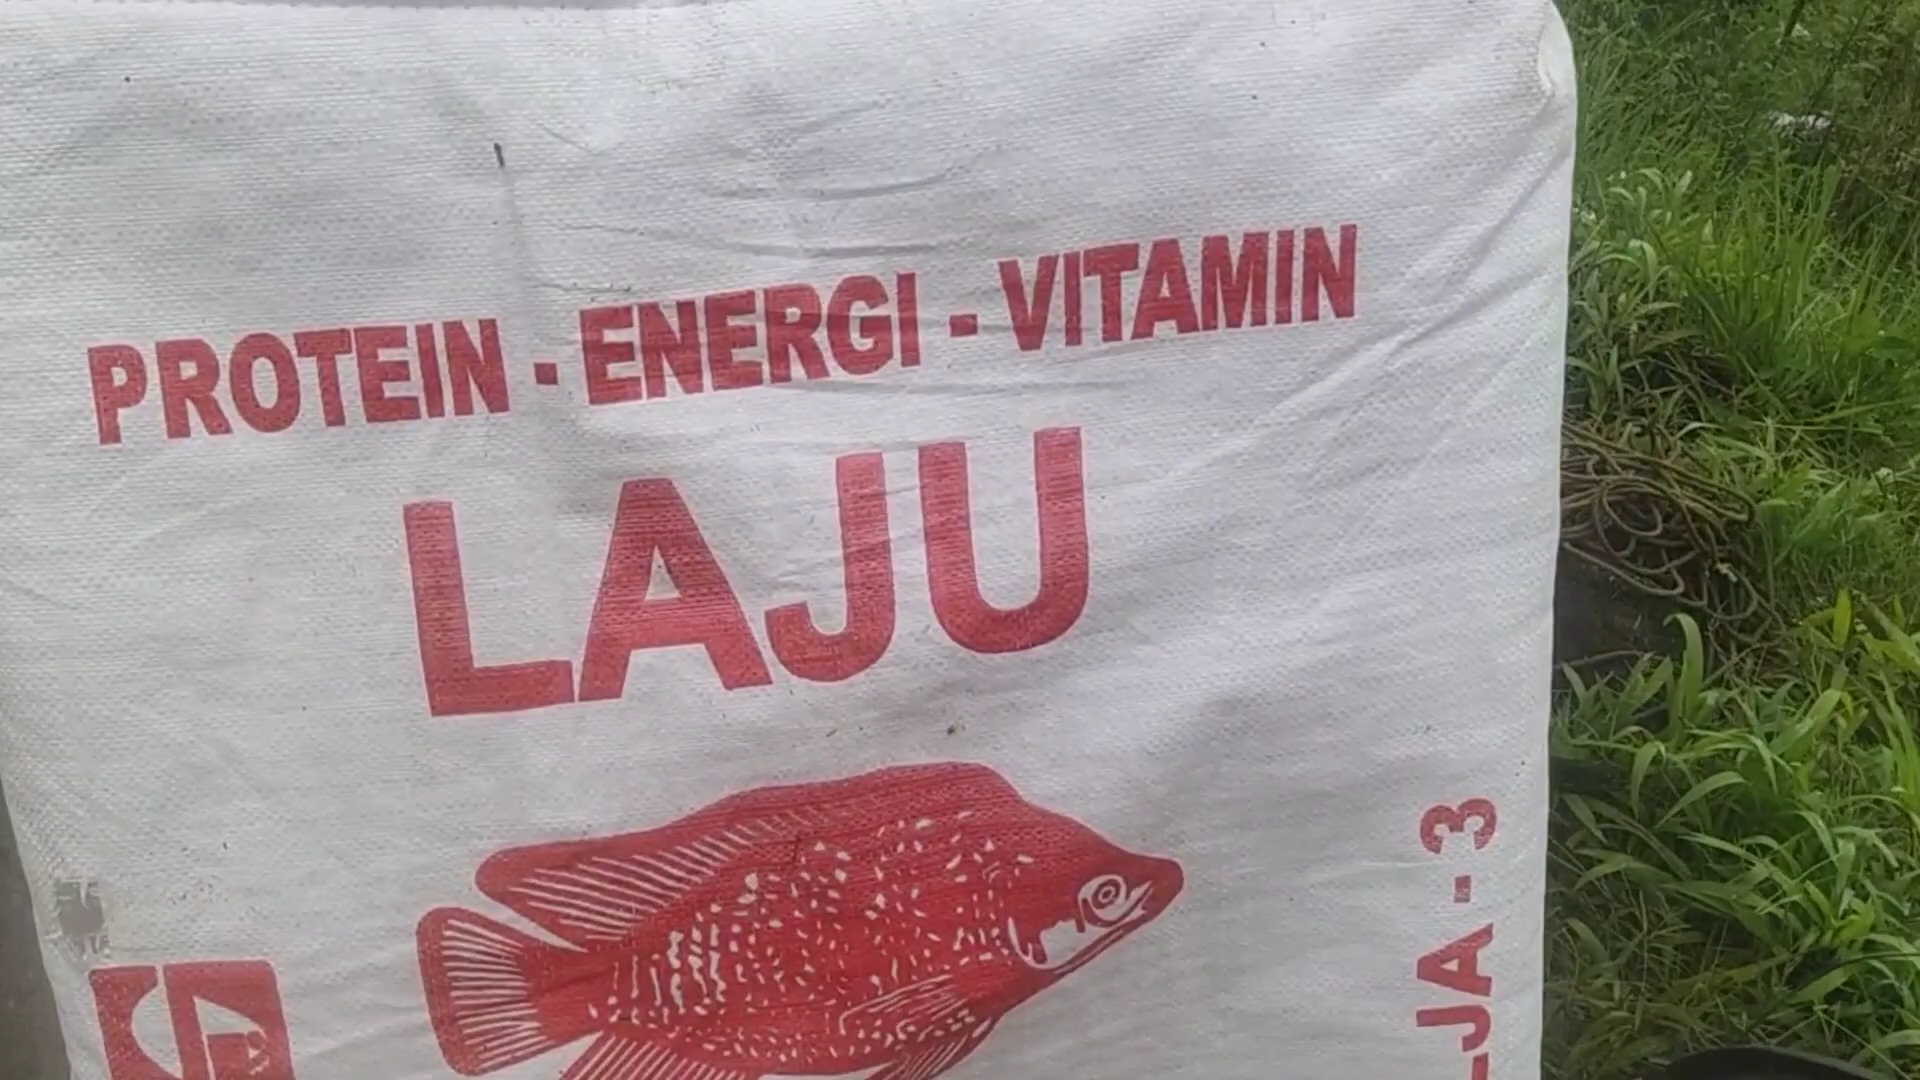 PROTEIN - ENERGI - VITAMIN
LAJU
LJA - 3